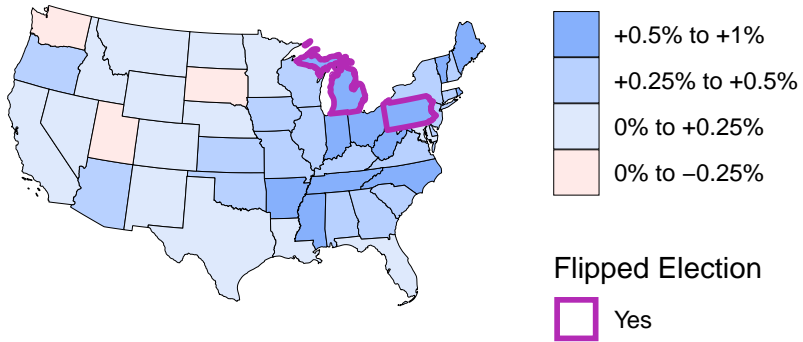 +0.5% to +1%
+0.25% to +0.5%
0% to +0.25%
0% to −0.25%
Flipped Election
Yes